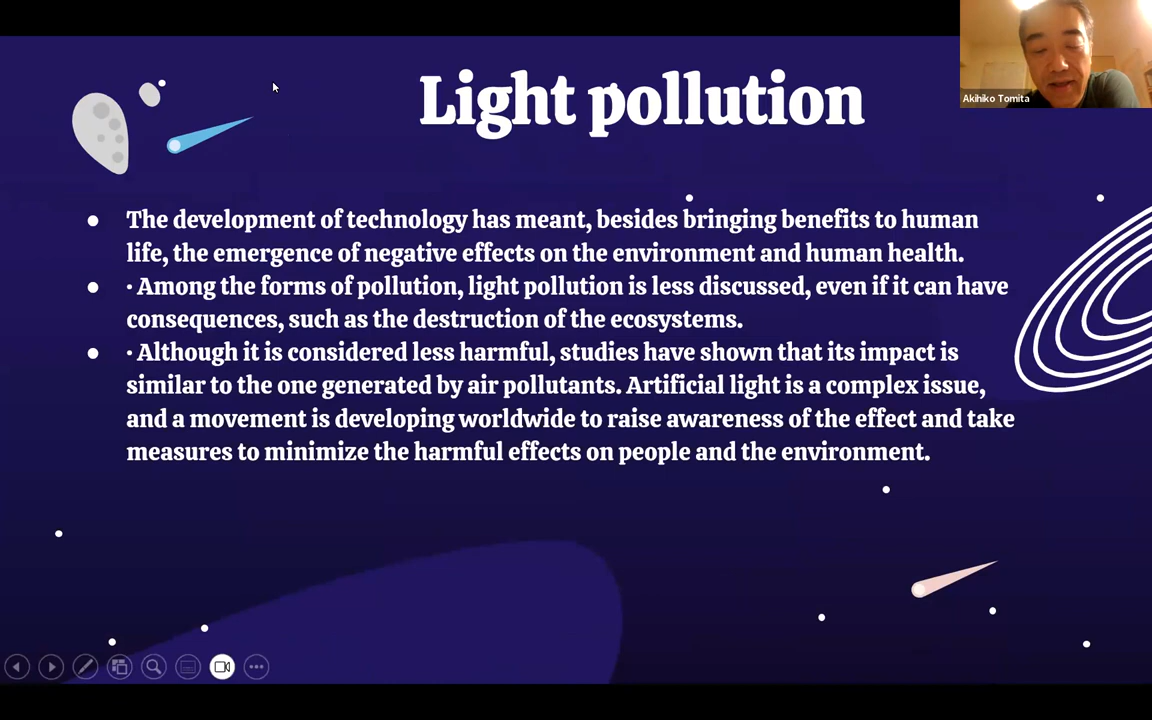 Light pollution
Akihiko Tomita
● The development of technology has meant, besides bringing benefits to human
life, the emergence of negative effects on the environment and human health.
● · Among the forms of pollution, light pollution is less discussed, even if it can have
consequences, such as the destruction of the ecosystems.
● · Although it is considered less harmful, studies have shown that its impact is
similar to the one generated by air pollutants. Artificial light is a complex issue,
and a movement is developing worldwide to raise awareness of the effect and take
measures to minimize the harmful effects on people and the environment.